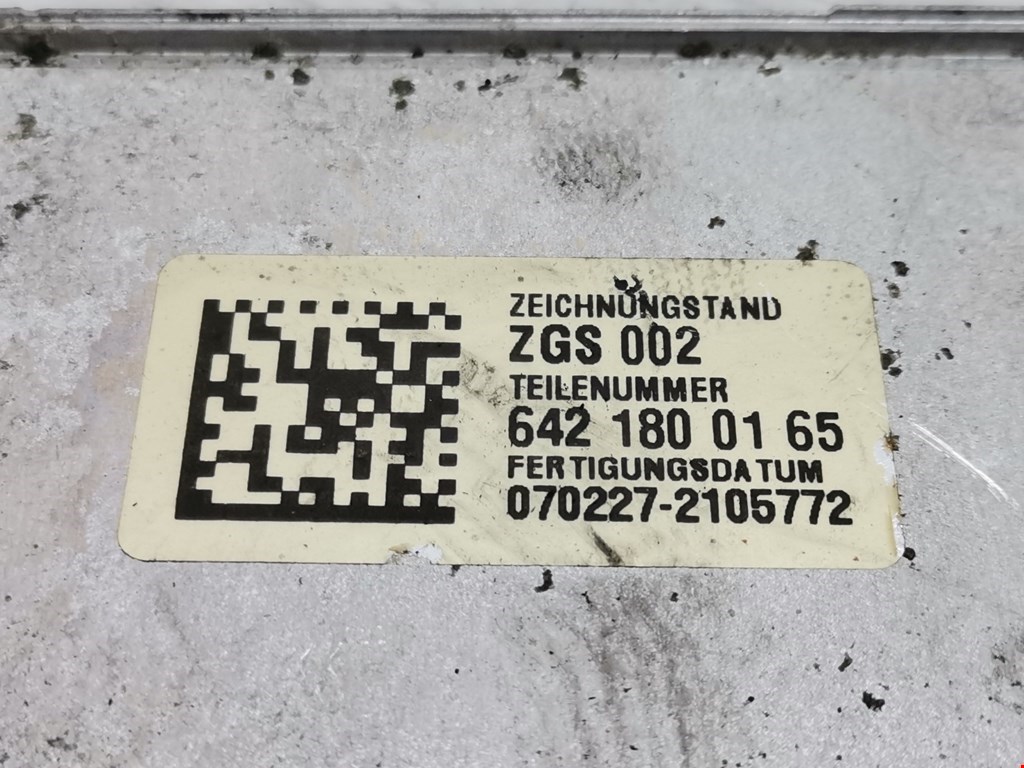 ZEICHNUNGSTAND
ZGS 002
TEILENUMMER
642 180 01 65
FERTIGUNGSDATUM
070227-2105772